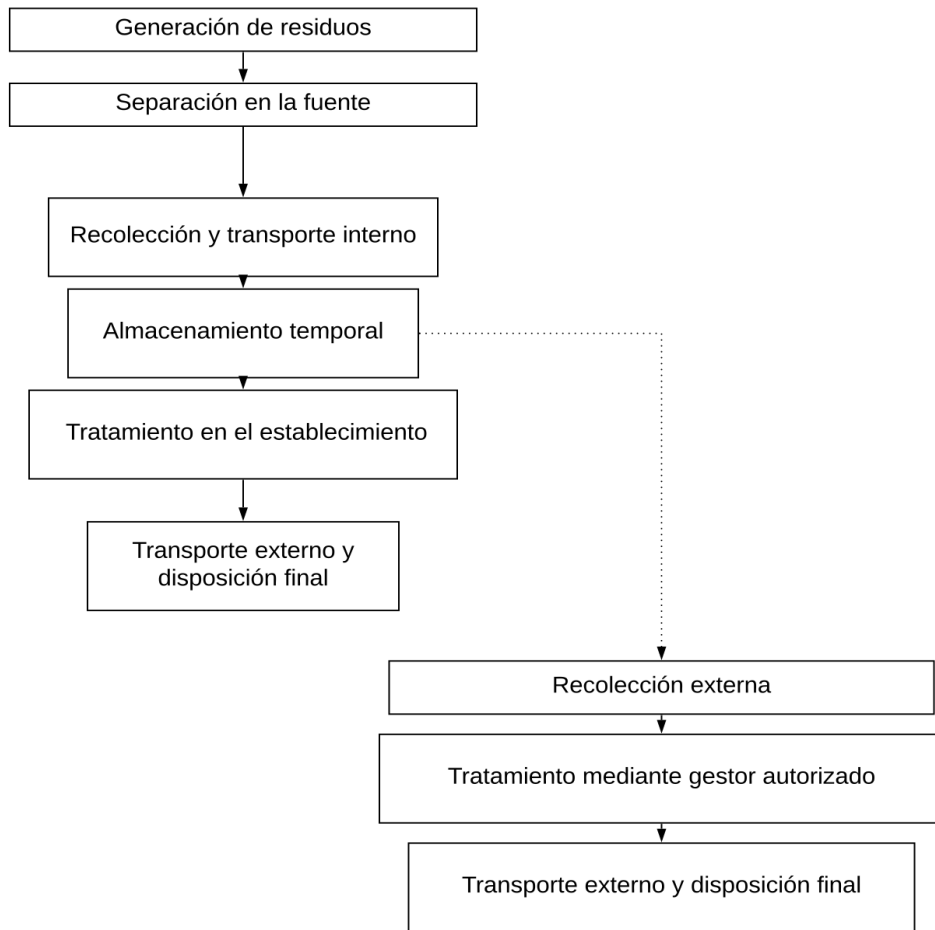 Generación de residuos
Separación en la fuente
Recolección y transporte interno
Almacenamiento temporal
Tratamiento en el establecimiento
Transporte externo y
disposición final
Recolección externa
Tratamiento mediante gestor autorizado
Transporte externo y disposición final